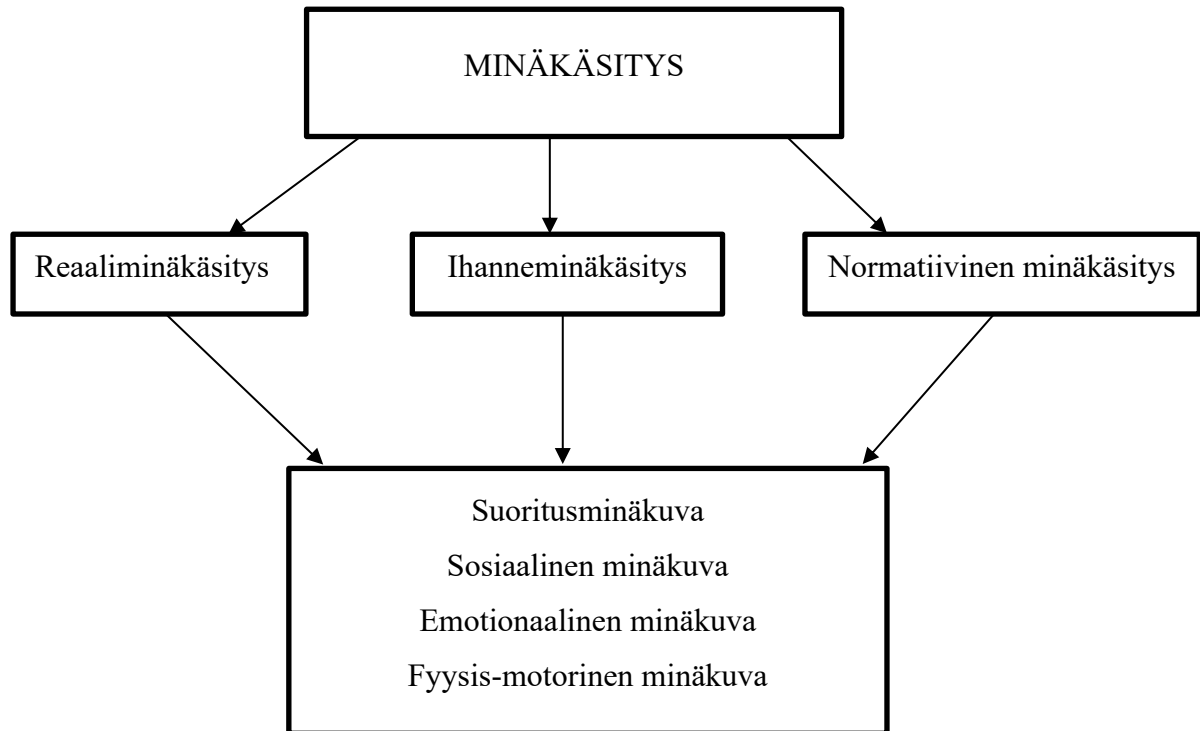 MINÄKÄSITYS
Reaaliminäkäsitys
Ihanneminäkäsitys
Normatiivinen minäkäsitys
Suoritusminäkuva
Sosiaalinen minäkuva
Emotionaalinen minäkuva
Fyysis-motorinen minäkuva